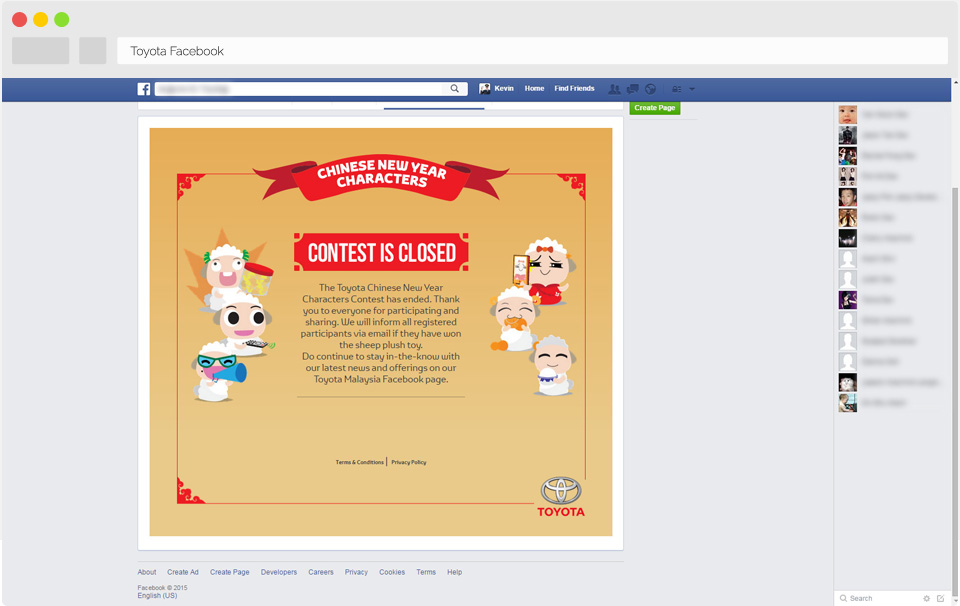 Toyota Facebook
Kevin
Home
Find Friends
Create Page
CHINESE NEW YEAR
CHARACTERS
CONTEST IS CLOSED
The Toyota Chinese New Year
Characters Contest has ended. Thank
you to everyone for participating and
sharing. We will inform all registered
participants via email if they have won
the sheep plush toy.
Do continue to stay in-the-know with
our latest news and offerings on our
Toyota Malaysia Facebook page.
Terms & Conditions | Privacy Policy
TOYOTA
About Create Ad Create Page Developers Careers Privacy Cookies Terms Help
Facebook © 2015
English (US)
Search